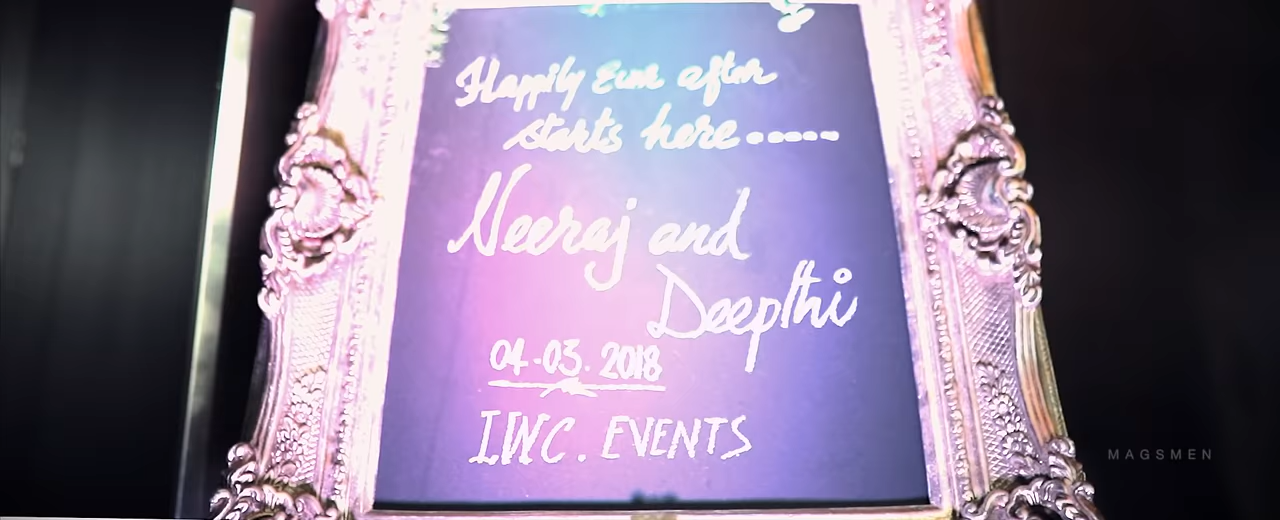 Happily Ever after
starts here.....
Neeraj and
Deepthi
04-03.2018
I.W.C. EVENTS
MAGSMEN